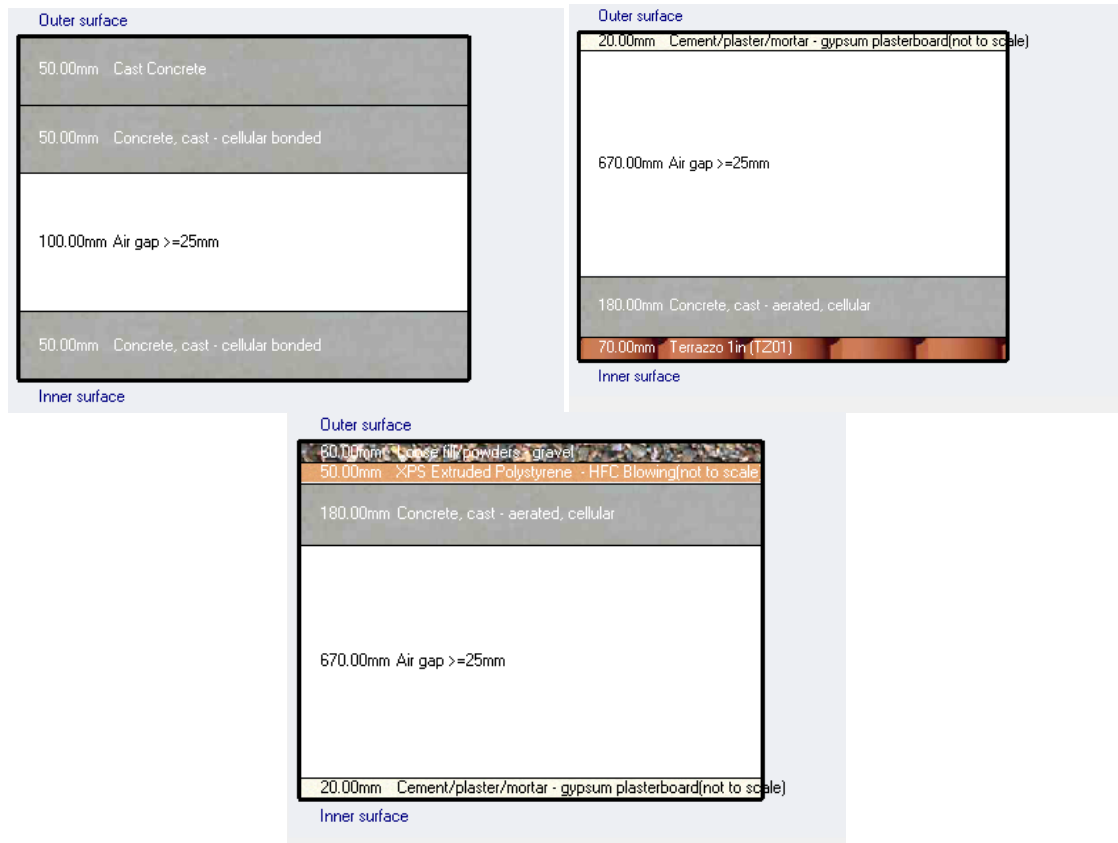 Outer surface
50.00mm Cast Concrete
50.00mm Concrete, cast - cellular bonded
100.00mm Air gap >=25mm
50.00mm Concrete, cast - cellular bonded
Inner surface
Outer surface
20.00mm Cement/plaster/mortar - gypsum plasterboard(not to scale)
670.00mm Air gap >=25mm
180.00mm Concrete, cast - aerated, cellular
70.00mm Terrazzo 1in (TZ01)
Inner surface
Outer surface
60.00mm Loose fill/powders - gravel
50.00mm XPS Extruded Polystyrene - HFC Blowing(not to scale
180.00mm Concrete, cast - aerated, cellular
670.00mm Air gap >=25mm
20.00mm Cement/plaster/mortar - gypsum plasterboard(not to scale)
Inner surface